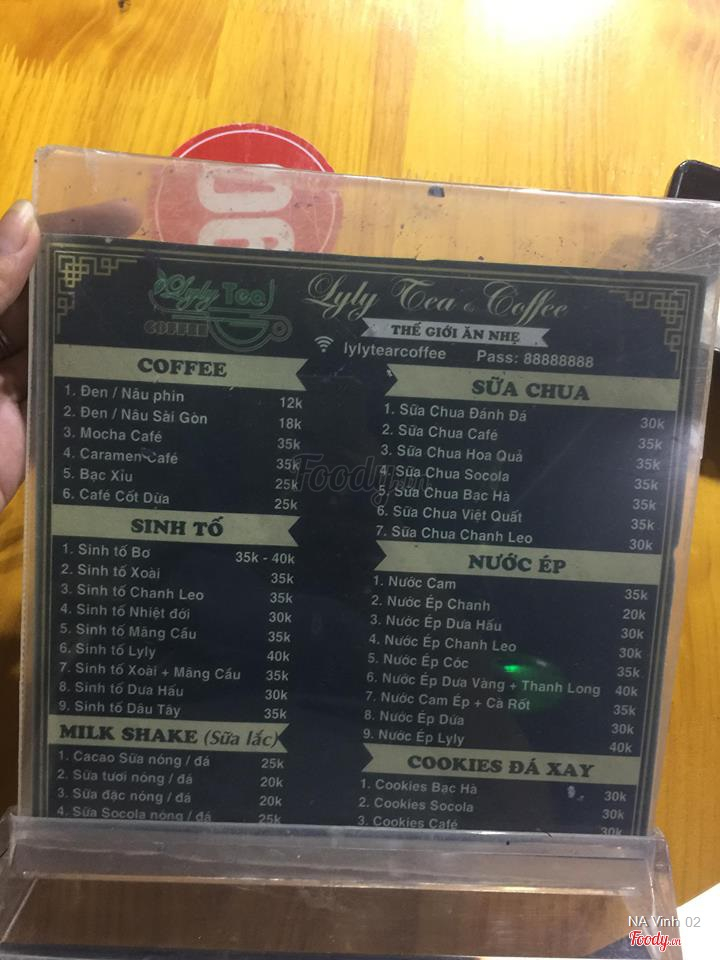 Lyly Tea
COFFEE
Lyly Tea & Coffee
THẾ GIỚI ĂN NHẸ
lylytearcoffee Pass: 88888888
COFFEE
1. Đen / Nâu phin 12k
2. Đen / Nâu Sài Gòn 18k
3. Mocha Café 35k
4. Caramen Café 35k
5. Bạc Xỉu 25k
6. Café Cốt Dừa 25k
SINH TỐ
1. Sinh tố Bơ 35k - 40k
2. Sinh tố Xoài 35k
3. Sinh tố Chanh Leo 35k
4. Sinh tố Nhiệt đới 30k
5. Sinh tố Mãng Cầu 35k
6. Sinh tố Lyly 40k
7. Sinh tố Xoài + Mãng Cầu 35k
8. Sinh tố Dưa Hấu 30k
9. Sinh tố Dâu Tây 35k
MILK SHAKE (Sữa lắc)
1. Cacao Sữa nóng / đá 25k
2. Sữa tươi nóng / đá 20k
3. Sữa đặc nóng / đá 20k
4. Sữa Socola nóng / đá 25k
SỮA CHUA
1. Sữa Chua Đánh Đá 30k
2. Sữa Chua Café 35k
3. Sữa Chua Hoa Quả 35k
4. Sữa Chua Socola 35k
5. Sữa Chua Bạc Hà 35k
6. Sữa Chua Việt Quất 35k
7. Sữa Chua Chanh Leo 30k
NƯỚC ÉP
1. Nước Cam 35k
2. Nước Ép Chanh 20k
3. Nước Ép Dưa Hấu 30k
4. Nước Ép Chanh Leo 30k
5. Nước Ép Cóc 35k
6. Nước Ép Dưa Vàng + Thanh Long 40k
7. Nước Cam Ép + Cà Rốt 35k
8. Nước Ép Dứa 30k
9. Nước Ép Lyly 40k
COOKIES ĐÁ XAY
1. Cookies Bạc Hà 30k
2. Cookies Socola 30k
3. Cookies Café 30k
Foody.vn
NA Vinh 02
Foody.vn